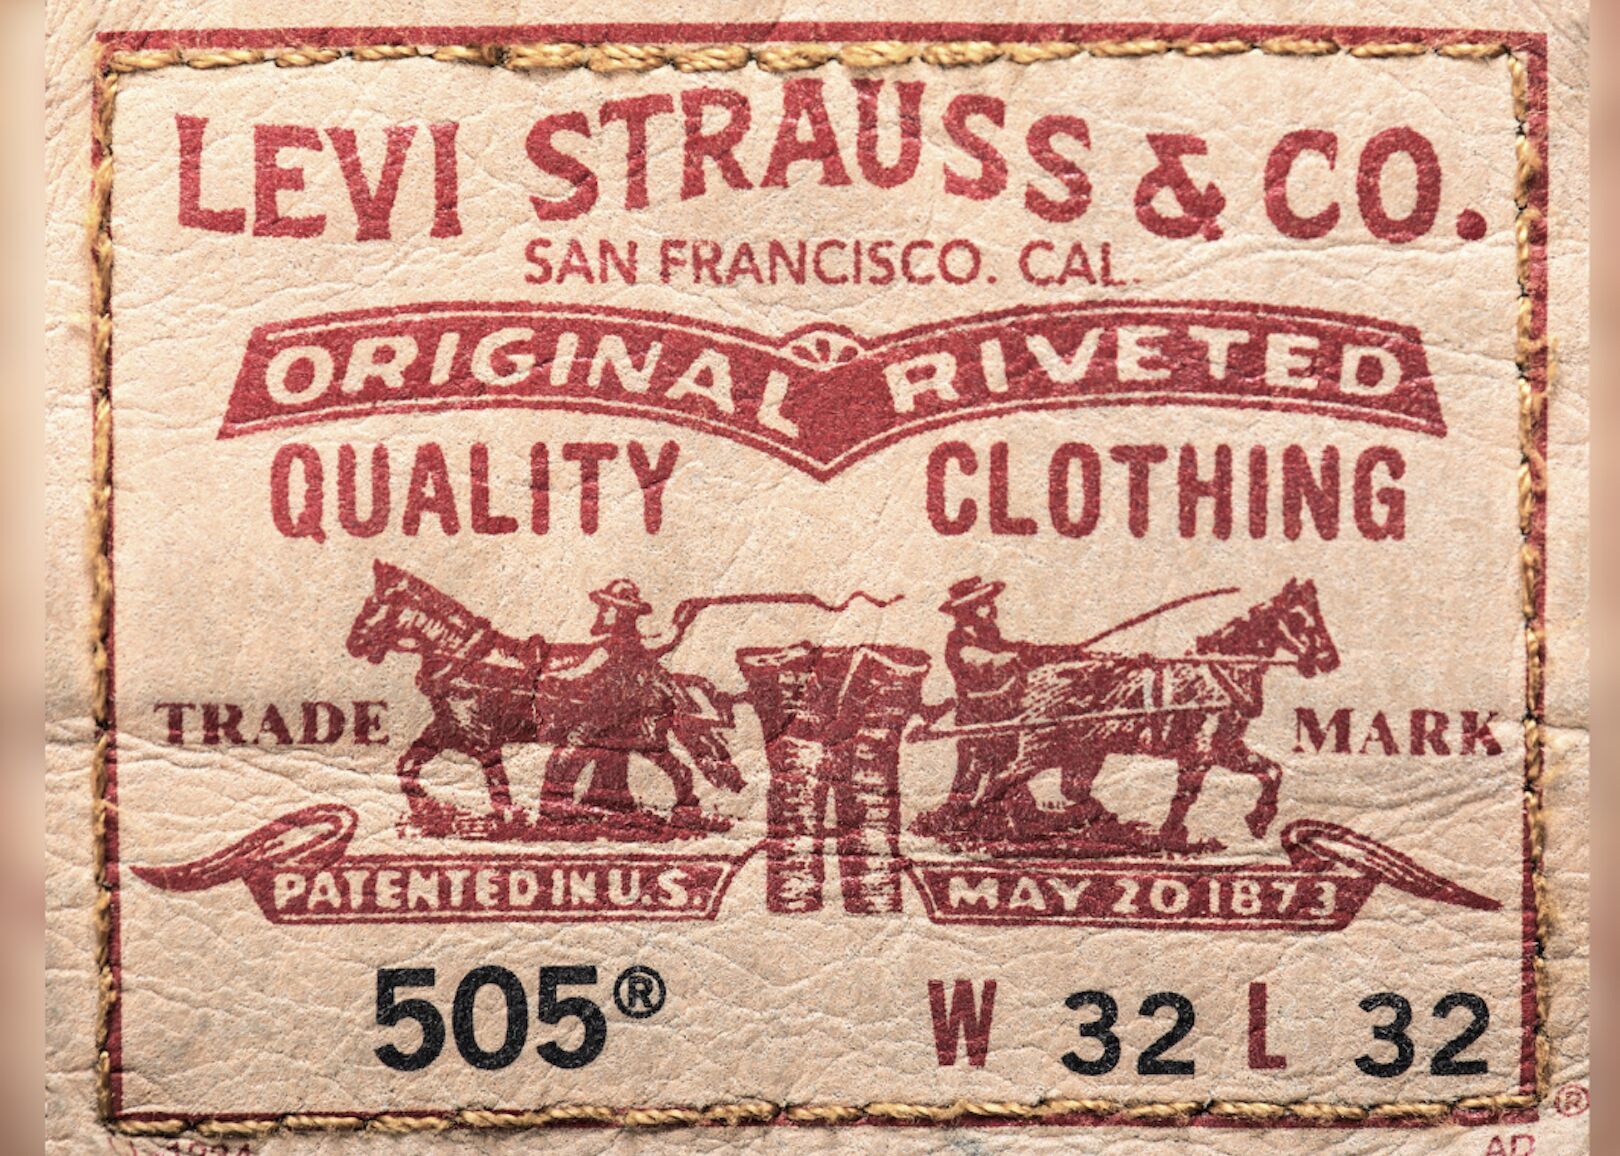 LEVI STRAUSS & CO.
SAN FRANCISCO. CAL.
ORIGINAL RIVETED
QUALITY CLOTHING
TRADE MARK
PATENTED IN U.S. MAY 20 1873
505® W 32 L 32
®